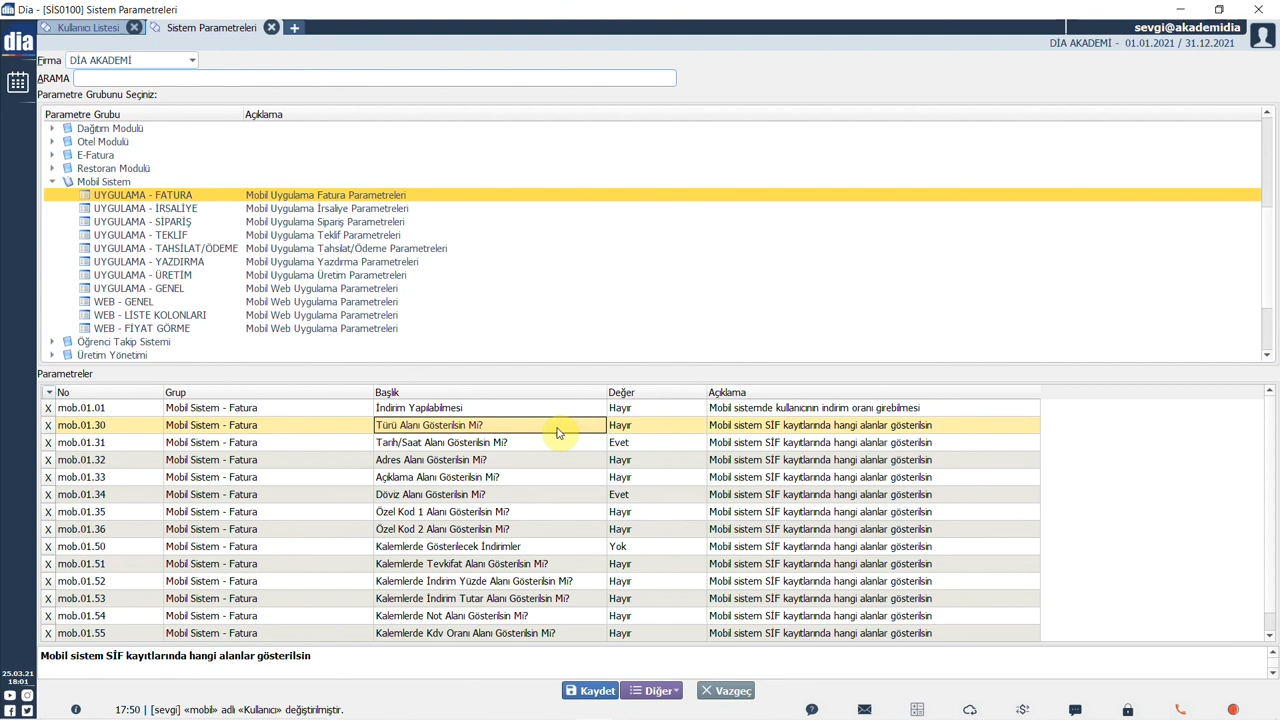 Dia - [SİS0100] Sistem Parametreleri
Kullanıcı Listesi Sistem Parametreleri
sevgi@akademidia
DİA AKADEMİ - 01.01.2021 / 31.12.2021
dia
Firma DİA AKADEMİ
ARAMA
Parametre Grubunu Seçiniz:
Parametre Grubu Açıklama
Dağıtım Modülü
Otel Modülü
E-Fatura
Restoran Modülü
Mobil Sistem
UYGULAMA - FATURA Mobil Uygulama Fatura Parametreleri
UYGULAMA - İRSALİYE Mobil Uygulama İrsaliye Parametreleri
UYGULAMA - SİPARİŞ Mobil Uygulama Sipariş Parametreleri
UYGULAMA - TEKLİF Mobil Uygulama Teklif Parametreleri
UYGULAMA - TAHSİLAT/ÖDEME Mobil Uygulama Tahsilat/Ödeme Parametreleri
UYGULAMA - YAZDIRMA Mobil Uygulama Yazdırma Parametreleri
UYGULAMA - ÜRETİM Mobil Uygulama Üretim Parametreleri
UYGULAMA - GENEL Mobil Web Uygulama Parametreleri
WEB - GENEL Mobil Web Uygulama Parametreleri
WEB - LİSTE KOLONLARI Mobil Web Uygulama Parametreleri
WEB - FİYAT GÖRME Mobil Web Uygulama Parametreleri
Öğrenci Takip Sistemi
Üretim Yönetimi
Parametreler
No Grup Başlık Değer Açıklama
X mob.01.01 Mobil Sistem - Fatura İndirim Yapılabilmesi Hayır Mobil sistemde kullanıcının indirim oranı girebilmesi
X mob.01.30 Mobil Sistem - Fatura Türü Alanı Gösterilsin Mi? Hayır Mobil sistem SİF kayıtlarında hangi alanlar gösterilsin
X mob.01.31 Mobil Sistem - Fatura Tarih/Saat Alanı Gösterilsin Mi? Evet Mobil sistem SİF kayıtlarında hangi alanlar gösterilsin
X mob.01.32 Mobil Sistem - Fatura Adres Alanı Gösterilsin Mi? Hayır Mobil sistem SİF kayıtlarında hangi alanlar gösterilsin
X mob.01.33 Mobil Sistem - Fatura Açıklama Alanı Gösterilsin Mi? Hayır Mobil sistem SİF kayıtlarında hangi alanlar gösterilsin
X mob.01.34 Mobil Sistem - Fatura Döviz Alanı Gösterilsin Mi? Evet Mobil sistem SİF kayıtlarında hangi alanlar gösterilsin
X mob.01.35 Mobil Sistem - Fatura Özel Kod 1 Alanı Gösterilsin Mi? Hayır Mobil sistem SİF kayıtlarında hangi alanlar gösterilsin
X mob.01.36 Mobil Sistem - Fatura Özel Kod 2 Alanı Gösterilsin Mi? Hayır Mobil sistem SİF kayıtlarında hangi alanlar gösterilsin
X mob.01.50 Mobil Sistem - Fatura Kalemlerde Gösterilecek İndirimler Yok Mobil sistem SİF kayıtlarında hangi alanlar gösterilsin
X mob.01.51 Mobil Sistem - Fatura Kalemlerde Tevkifat Alanı Gösterilsin Mi? Hayır Mobil sistem SİF kayıtlarında hangi alanlar gösterilsin
X mob.01.52 Mobil Sistem - Fatura Kalemlerde İndirim Yüzde Alanı Gösterilsin Mi? Hayır Mobil sistem SİF kayıtlarında hangi alanlar gösterilsin
X mob.01.53 Mobil Sistem - Fatura Kalemlerde İndirim Tutar Alanı Gösterilsin Mi? Hayır Mobil sistem SİF kayıtlarında hangi alanlar gösterilsin
X mob.01.54 Mobil Sistem - Fatura Kalemlerde Not Alanı Gösterilsin Mi? Hayır Mobil sistem SİF kayıtlarında hangi alanlar gösterilsin
X mob.01.55 Mobil Sistem - Fatura Kalemlerde Kdv Oranı Alanı Gösterilsin Mi? Hayır Mobil sistem SİF kayıtlarında hangi alanlar gösterilsin
Mobil sistem SİF kayıtlarında hangi alanlar gösterilsin
25.03.21
18:01
Kaydet Diğer Vazgeç
17:50 | [sevgi] «mobil» adlı «Kullanıcı» değiştirilmiştir.